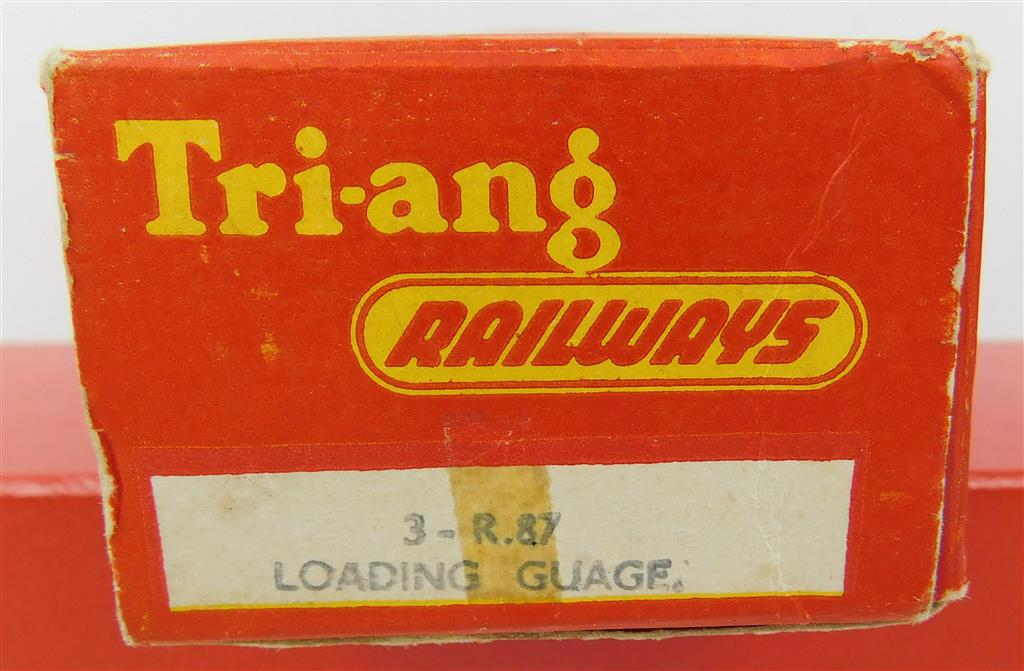 Tri-ang
RAILWAYS
3 - R.87
LOADING GUAGE.